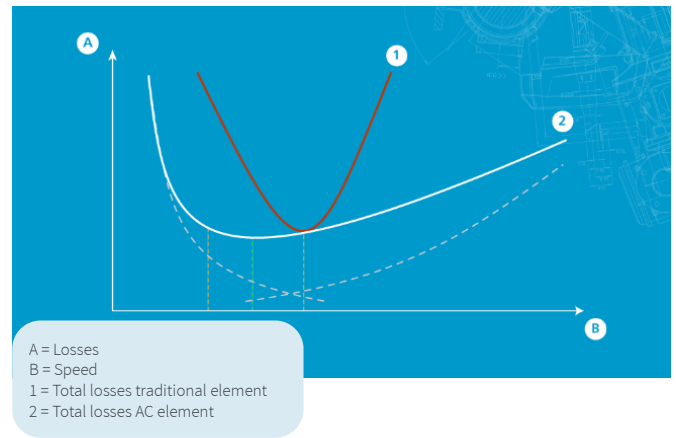 A
1
2
B
A = Losses
B = Speed
1 = Total losses traditional element
2 = Total losses AC element